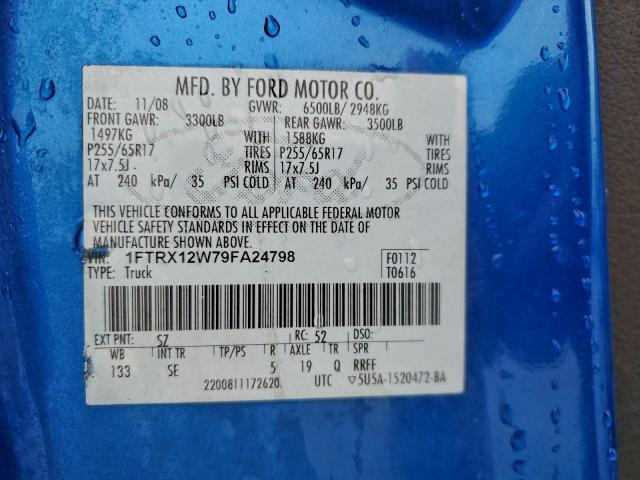 MFD. BY FORD MOTOR CO.
DATE: 11/08 GVWR: 6500LB/ 2948KG
FRONT GAWR: 3300LB REAR GAWR: 3500LB
1497KG WITH 1588KG WITH
P255/65R17 TIRES P255/65R17 TIRES
17x7.5J RIMS 17x7.5J RIMS
AT 240 kPa/ 35 PSI COLD AT 240 kPa/ 35 PSI COLD
THIS VEHICLE CONFORMS TO ALL APPLICABLE FEDERAL MOTOR
VEHICLE SAFETY STANDARDS IN EFFECT ON THE DATE OF
MANUFACTURE SHOWN ABOVE.
VIN: 1FTRX12W79FA24798 F0112
TYPE: Truck T0616
EXT PNT: SZ RC: 52 DSO:
WB INT TR TP/PS R AXLE TR SPR
133 SE 5 19 Q RRFF
2200811172620 UTC ▽5U5A-1520472-BA